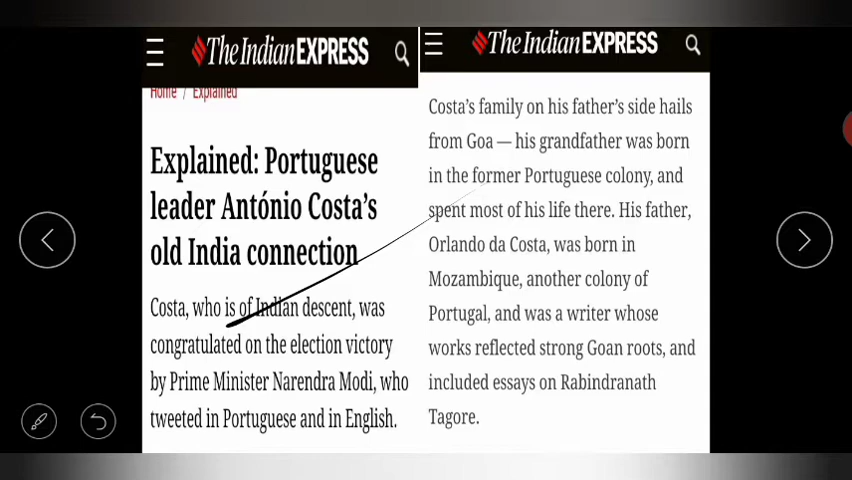 The Indian EXPRESS
Home / Explained
Explained: Portuguese
leader António Costa's
old India connection
Costa, who is of Indian descent, was
congratulated on the election victory
by Prime Minister Narendra Modi, who
tweeted in Portuguese and in English.
The Indian EXPRESS
Costa's family on his father's side hails
from Goa — his grandfather was born
in the former Portuguese colony, and
spent most of his life there. His father,
Orlando da Costa, was born in
Mozambique, another colony of
Portugal, and was a writer whose
works reflected strong Goan roots, and
included essays on Rabindranath
Tagore.